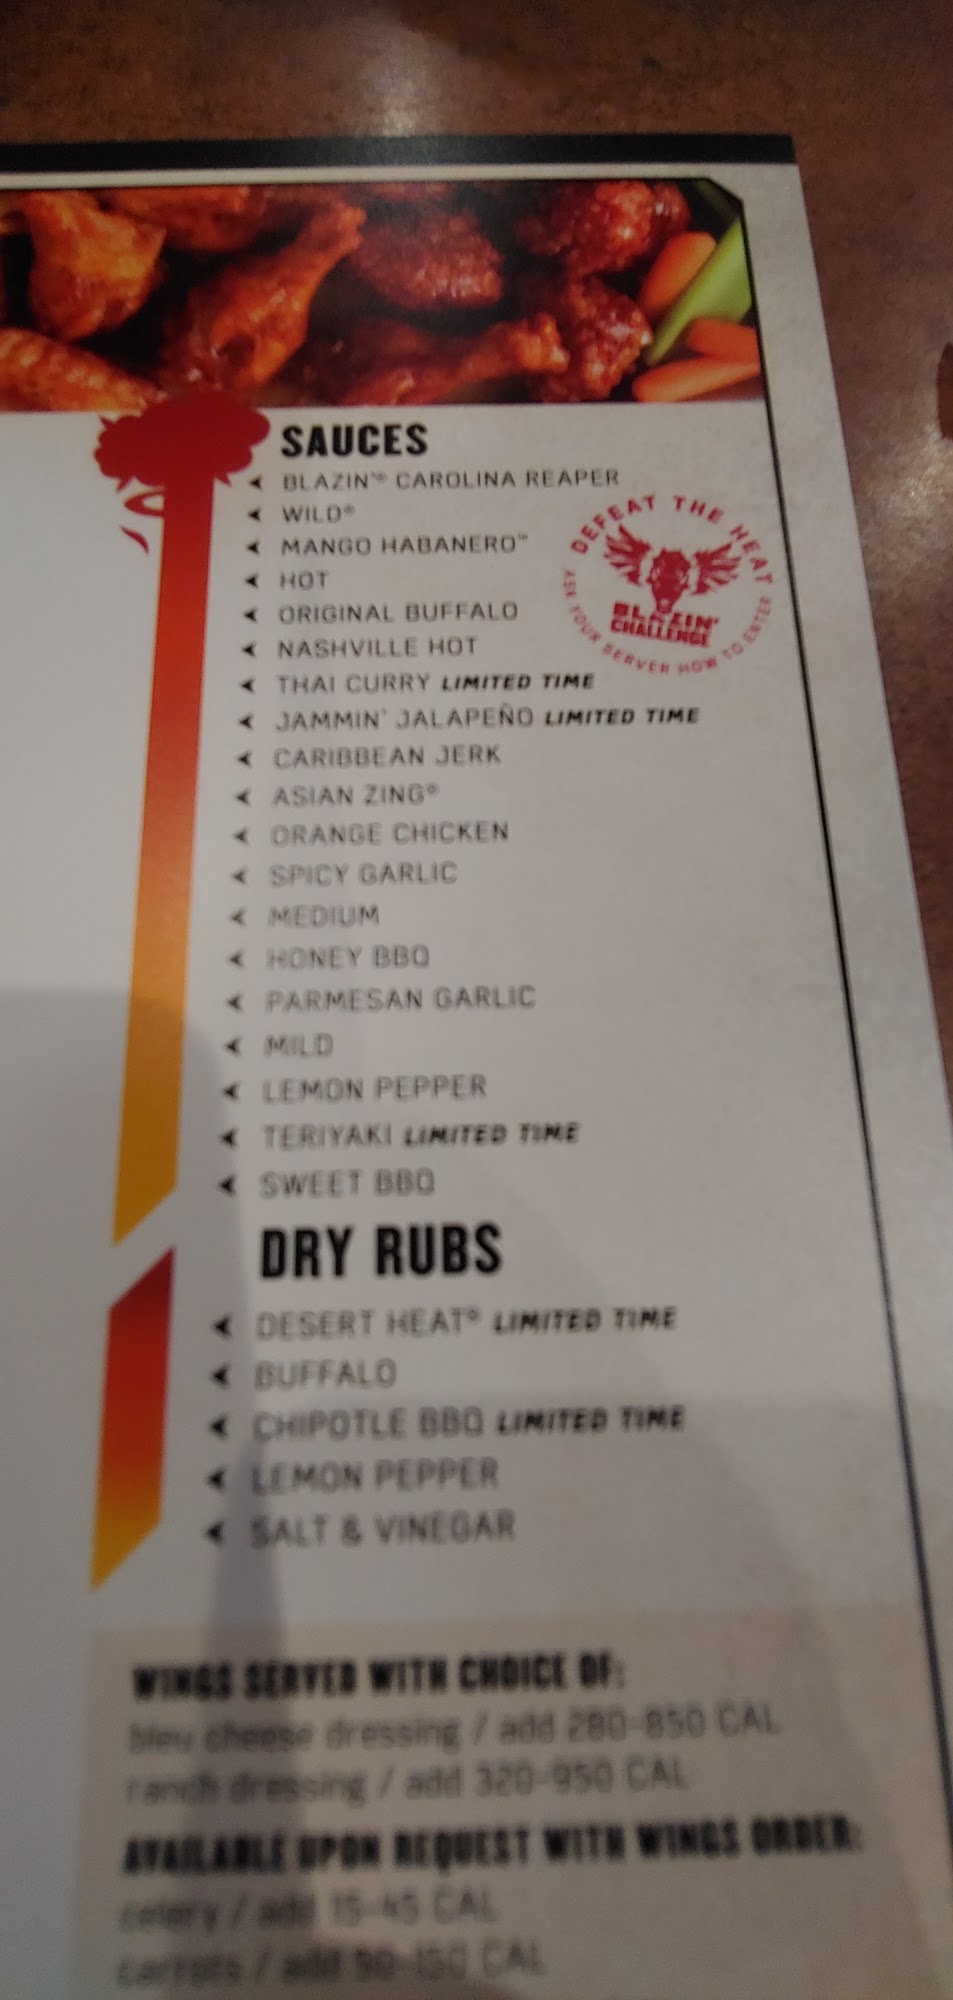 SAUCES
BLAZIN'® CAROLINA REAPER
WILD®
MANGO HABANERO™
HOT
ORIGINAL BUFFALO
NASHVILLE HOT
THAI CURRY LIMITED TIME
JAMMIN' JALAPEÑO LIMITED TIME
CARIBBEAN JERK
ASIAN ZING®
ORANGE CHICKEN
SPICY GARLIC
MEDIUM
HONEY BBQ
PARMESAN GARLIC
MILD
LEMON PEPPER
TERIYAKI LIMITED TIME
SWEET BBQ
DEFEAT THE HEAT
BLAZIN'
CHALLENGE
ASK YOUR SERVER HOW TO ENTER
DRY RUBS
DESERT HEAT® LIMITED TIME
BUFFALO
CHIPOTLE BBQ LIMITED TIME
LEMON PEPPER
SALT & VINEGAR
WINGS SERVED WITH CHOICE OF:
bleu cheese dressing / add 280-850 CAL
ranch dressing / add 320-950 CAL
AVAILABLE UPON REQUEST WITH WINGS ORDER:
celery / add 15-45 CAL
carrots / add 50-150 CAL